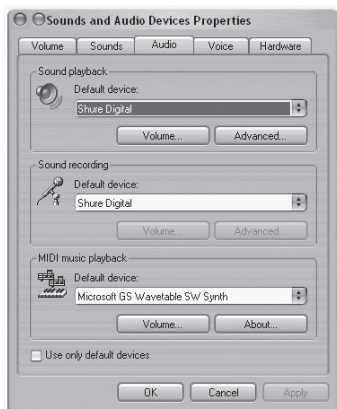 Sounds and Audio Devices Properties
Volume Sounds Audio Voice Hardware
Sound playback
Default device:
Shure Digital
Volume... Advanced...
Sound recording
Default device:
Shure Digital
Volume... Advanced...
MIDI music playback
Default device:
Microsoft GS Wavetable SW Synth
Volume... About...
Use only default devices
OK Cancel Apply